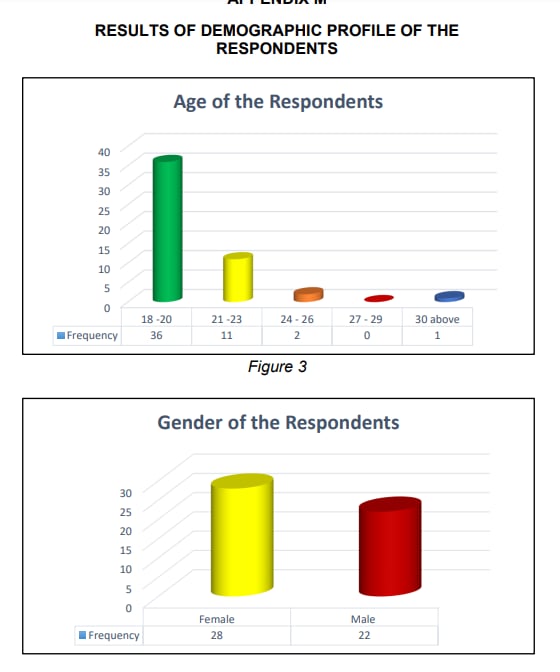 APPENDIX M
RESULTS OF DEMOGRAPHIC PROFILE OF THE
RESPONDENTS
Age of the Respondents
40
35
30
25
20
15
10
5
0
18 -20 21 -23 24 - 26 27 - 29 30 above
Frequency 36 11 2 0 1
Figure 3
Gender of the Respondents
30
25
20
15
10
5
0
Female Male
Frequency 28 22